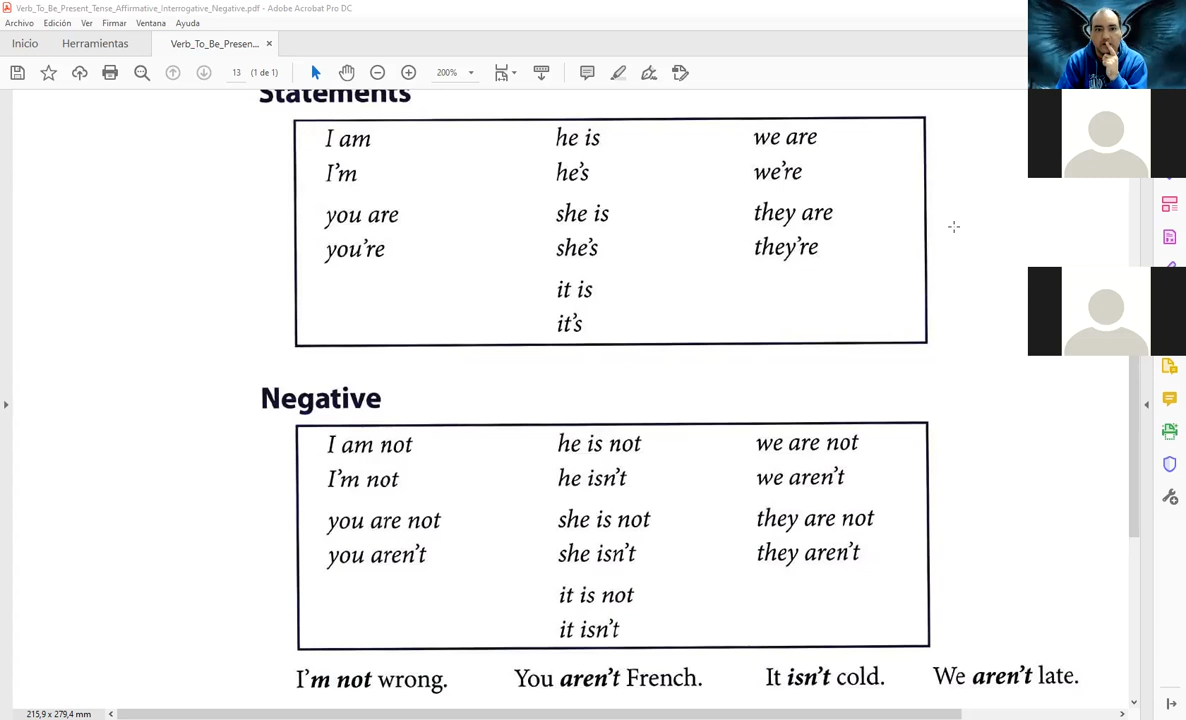 Verb_To_Be_Present_Tense_Affirmative_Interrogative_Negative.pdf - Adobe Acrobat Pro DC
Archivo Edición Ver Firmar Ventana Ayuda
Inicio Herramientas Verb_To_Be_Presen... ×
13 (1 de 1) 200%
Statements
I am he is we are
I'm he's we're
you are she is they are
you're she's they're
it is
it's
Negative
I am not he is not we are not
I'm not he isn't we aren't
you are not she is not they are not
you aren't she isn't they aren't
it is not
it isn't
I'm not wrong. You aren't French. It isn't cold. We aren't late.
215,9 x 279,4 mm